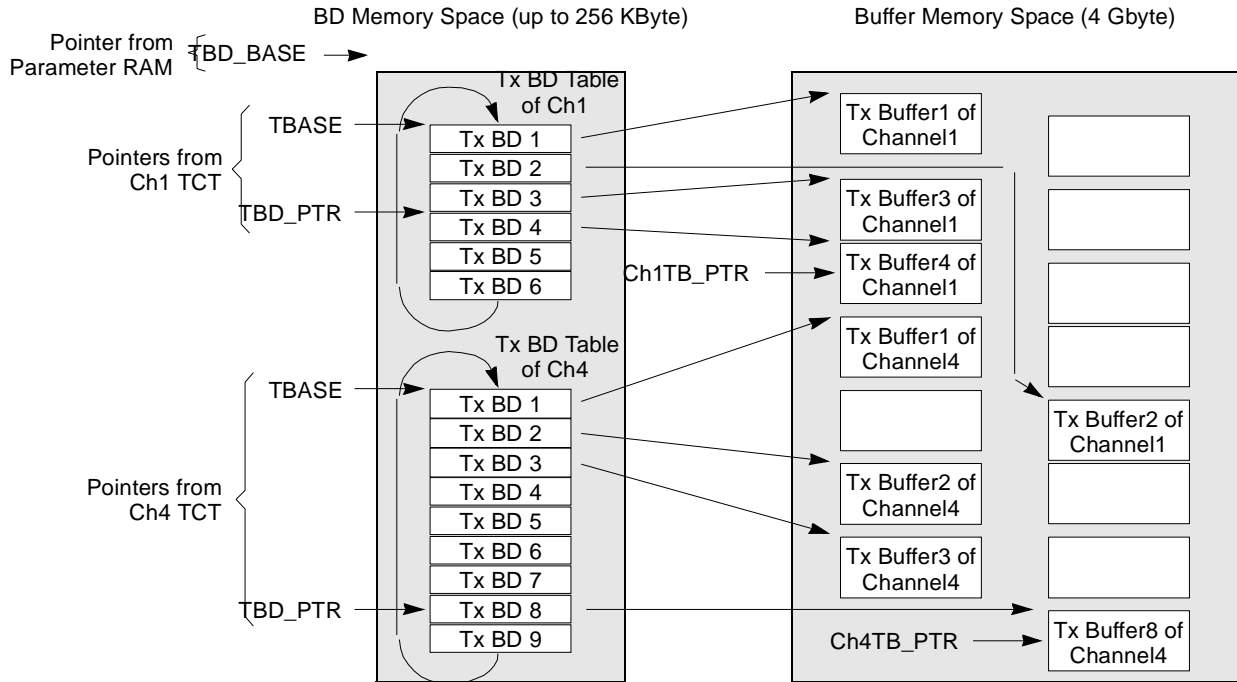 BD Memory Space (up to 256 KByte)
Buffer Memory Space (4 Gbyte)
Pointer from
Parameter RAM
TBD_BASE
Tx BD Table
of Ch1
TBASE
Pointers from
Ch1 TCT
TBD_PTR
Tx BD 1
Tx BD 2
Tx BD 3
Tx BD 4
Tx BD 5
Tx BD 6
Tx BD Table
of Ch4
TBASE
Pointers from
Ch4 TCT
TBD_PTR
Tx BD 1
Tx BD 2
Tx BD 3
Tx BD 4
Tx BD 5
Tx BD 6
Tx BD 7
Tx BD 8
Tx BD 9
Tx Buffer1 of
Channel1
Tx Buffer3 of
Channel1
Ch1TB_PTR
Tx Buffer4 of
Channel1
Tx Buffer1 of
Channel4
Tx Buffer2 of
Channel4
Tx Buffer3 of
Channel4
Tx Buffer2 of
Channel1
Ch4TB_PTR
Tx Buffer8 of
Channel4